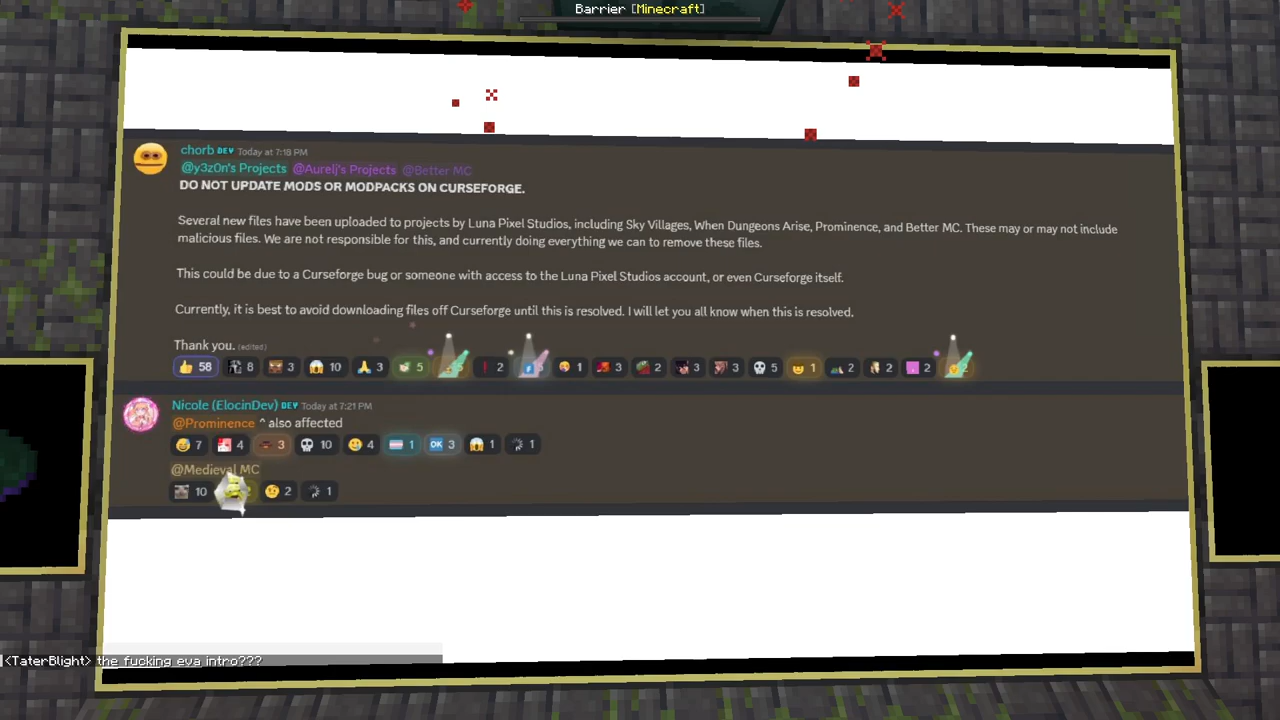 Barrier [Minecraft]
chorb DEV Today at 7:18 PM
@y3z0n's Projects @Aurelj's Projects @Better MC
DO NOT UPDATE MODS OR MODPACKS ON CURSEFORGE.
Several new files have been uploaded to projects by Luna Pixel Studios, including Sky Villages, When Dungeons Arise, Prominence, and Better MC. These may or may not include
malicious files. We are not responsible for this, and currently doing everything we can to remove these files.
This could be due to a Curseforge bug or someone with access to the Luna Pixel Studios account, or even Curseforge itself.
Currently, it is best to avoid downloading files off Curseforge until this is resolved. I will let you all know when this is resolved.
Thank you. (edited)
58 8 3 10 3 5 2 1 3 2 3 3 5 1 2 2 2
Nicole (ElocinDev) DEV Today at 7:21 PM
@Prominence ^ also affected
7 4 3 10 4 1 OK 3 1 1
@Medieval MC
10 2 1
<TaterBlight> the fucking eva intro???